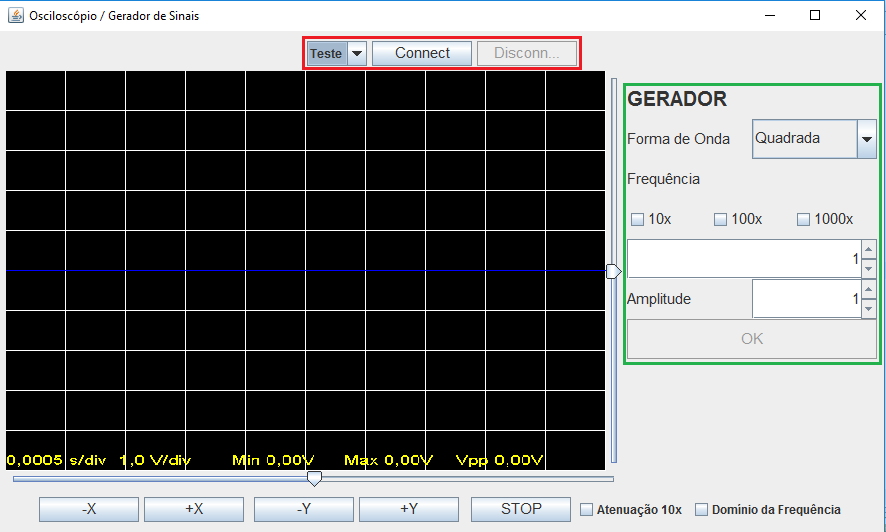 Osciloscópio / Gerador de Sinais
Teste Connect Disconn...
GERADOR
Forma de Onda Quadrada
Frequência
10x 100x 1000x
1
Amplitude 1
OK
0,0005 s/div 1,0 V/div Min 0,00V Max 0,00V Vpp 0,00V
-X +X -Y +Y STOP Atenuação 10x Domínio da Frequência